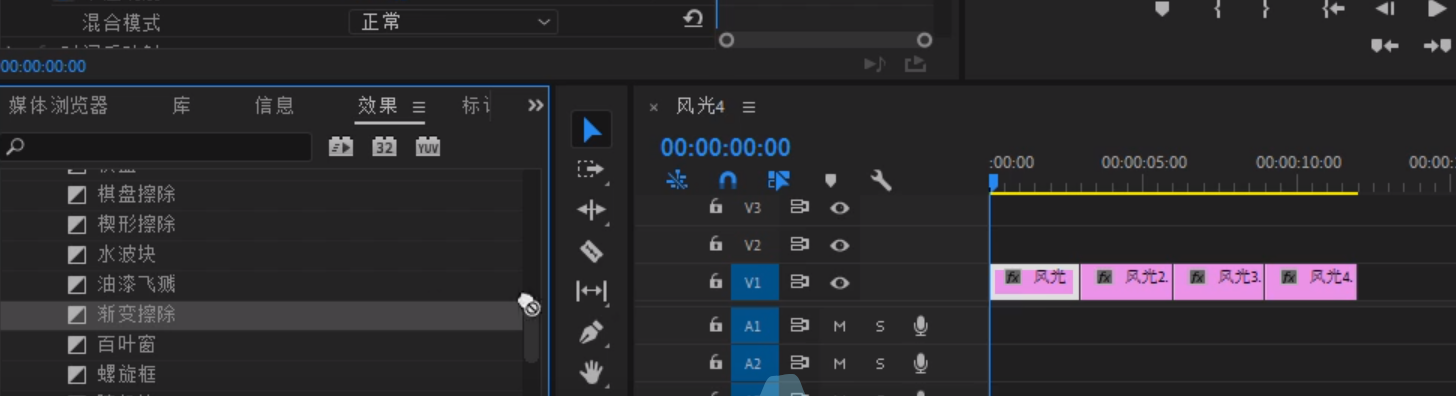 混合模式
正常
00:00:00:00
媒体浏览器 库 信息 效果
32 YUV
棋盘擦除
楔形擦除
水波块
油漆飞溅
渐变擦除
百叶窗
螺旋框
× 风光4
00:00:00:00
:00:00 00:00:05:00 00:00:10:00 00:00:
V3
V2
V1 fx 风光 fx 风光2. fx 风光3. fx 风光4.
A1 M S
A2 M S